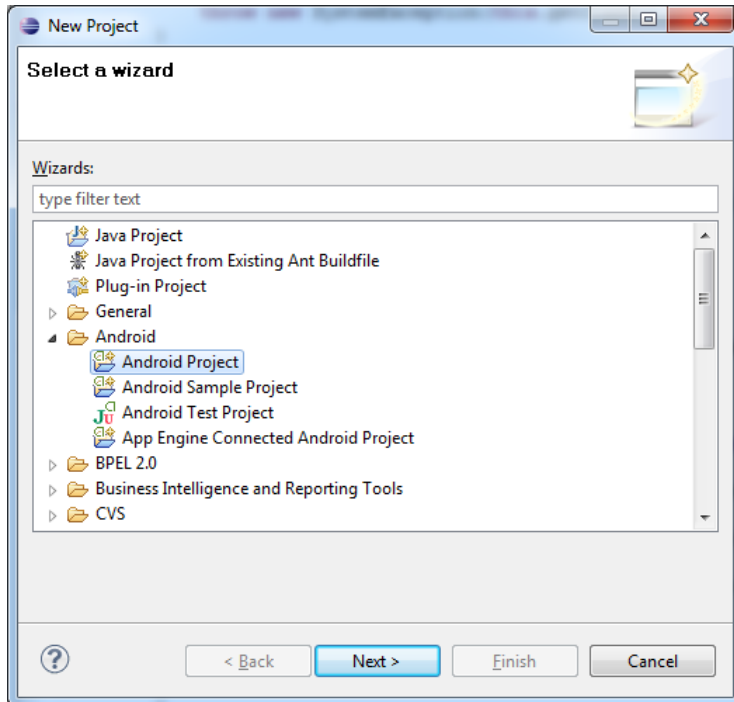 New Project
Select a wizard
Wizards:
type filter text
Java Project
Java Project from Existing Ant Buildfile
Plug-in Project
General
Android
Android Project
Android Sample Project
Android Test Project
App Engine Connected Android Project
BPEL 2.0
Business Intelligence and Reporting Tools
CVS
< Back Next > Finish Cancel